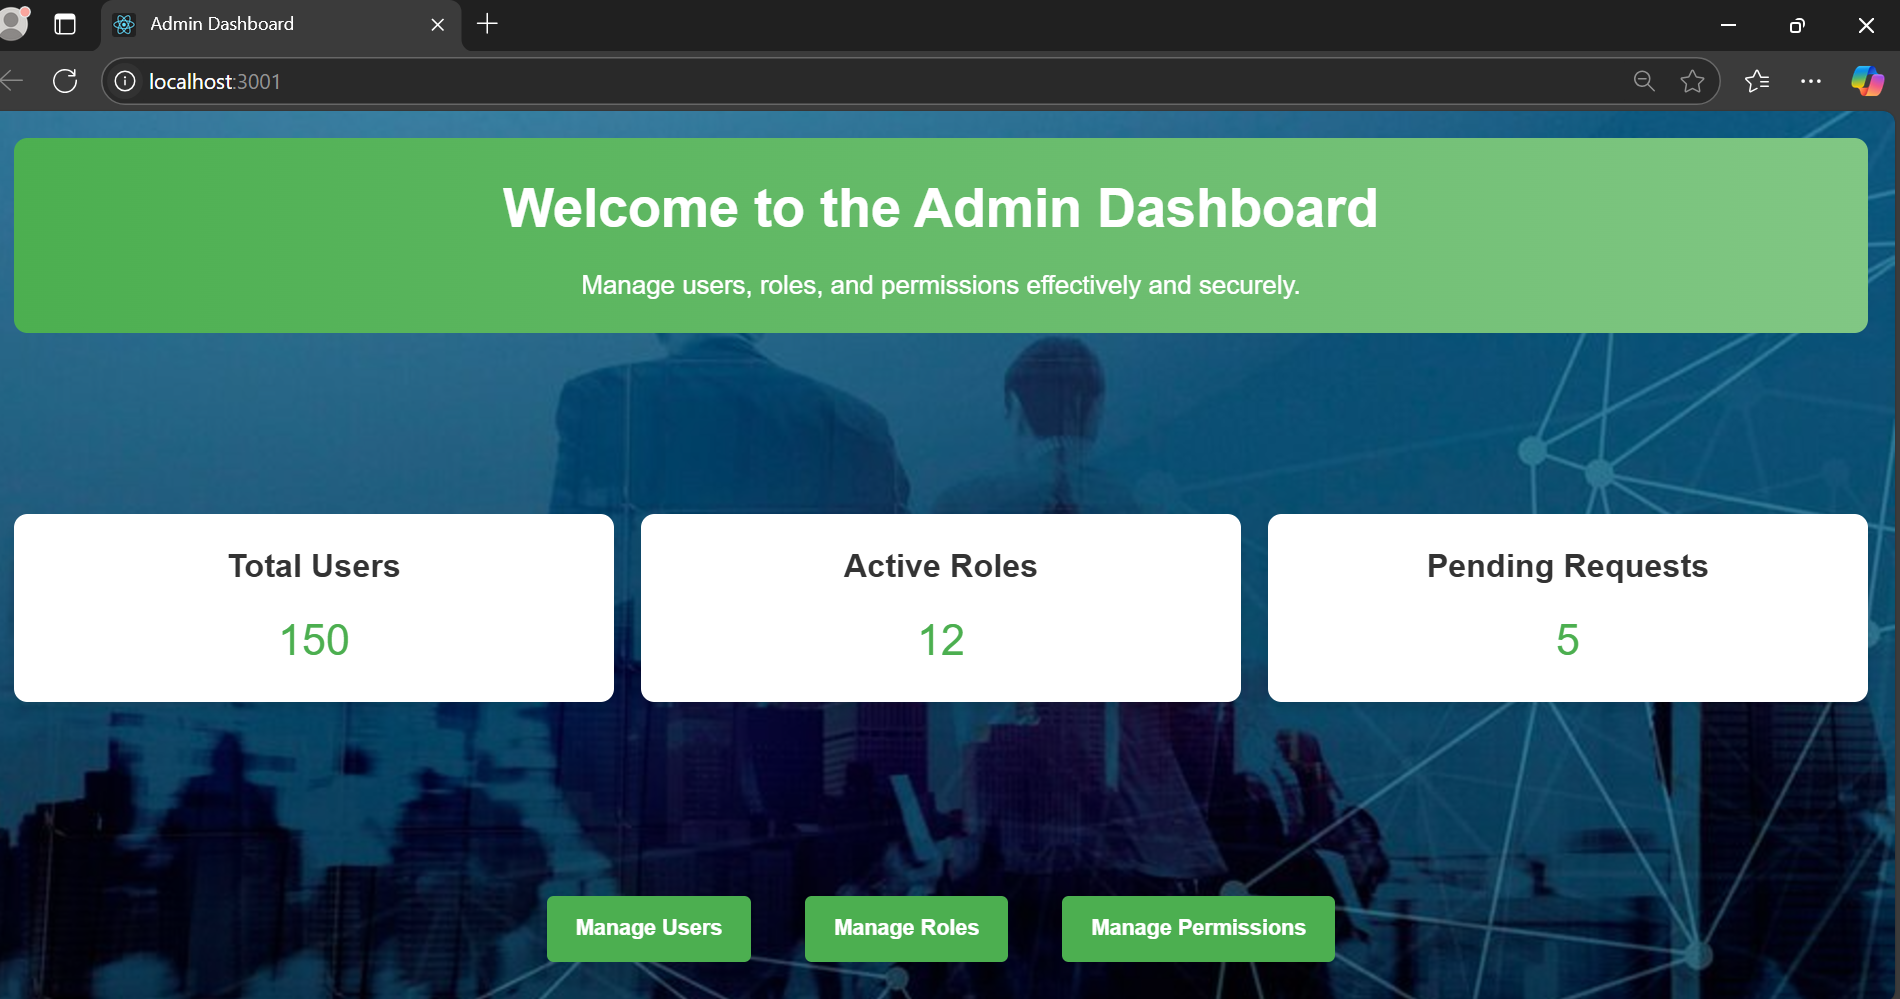 Admin Dashboard
localhost:3001
Welcome to the Admin Dashboard
Manage users, roles, and permissions effectively and securely.
Total Users
150
Active Roles
12
Pending Requests
5
Manage Users
Manage Roles
Manage Permissions